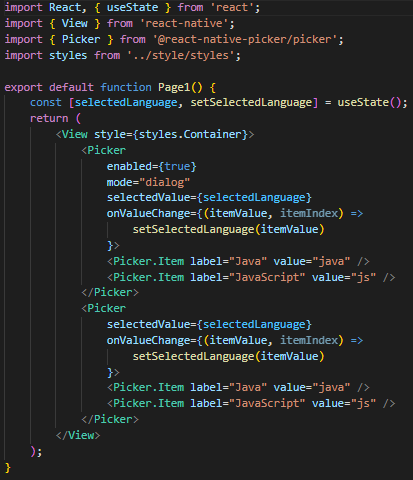 import React, { useState } from 'react';
import { View } from 'react-native';
import { Picker } from '@react-native-picker/picker';
import styles from '../style/styles';

export default function Page1() {
    const [selectedLanguage, setSelectedLanguage] = useState();
    return (
        <View style={styles.Container}>
            <Picker
                enabled={true}
                mode="dialog"
                selectedValue={selectedLanguage}
                onValueChange={(itemValue, itemIndex) =>
                    setSelectedLanguage(itemValue)
                }>
                <Picker.Item label="Java" value="java" />
                <Picker.Item label="JavaScript" value="js" />
            </Picker>
            <Picker
                selectedValue={selectedLanguage}
                onValueChange={(itemValue, itemIndex) =>
                    setSelectedLanguage(itemValue)
                }>
                <Picker.Item label="Java" value="java" />
                <Picker.Item label="JavaScript" value="js" />
            </Picker>
        </View>
    );
}